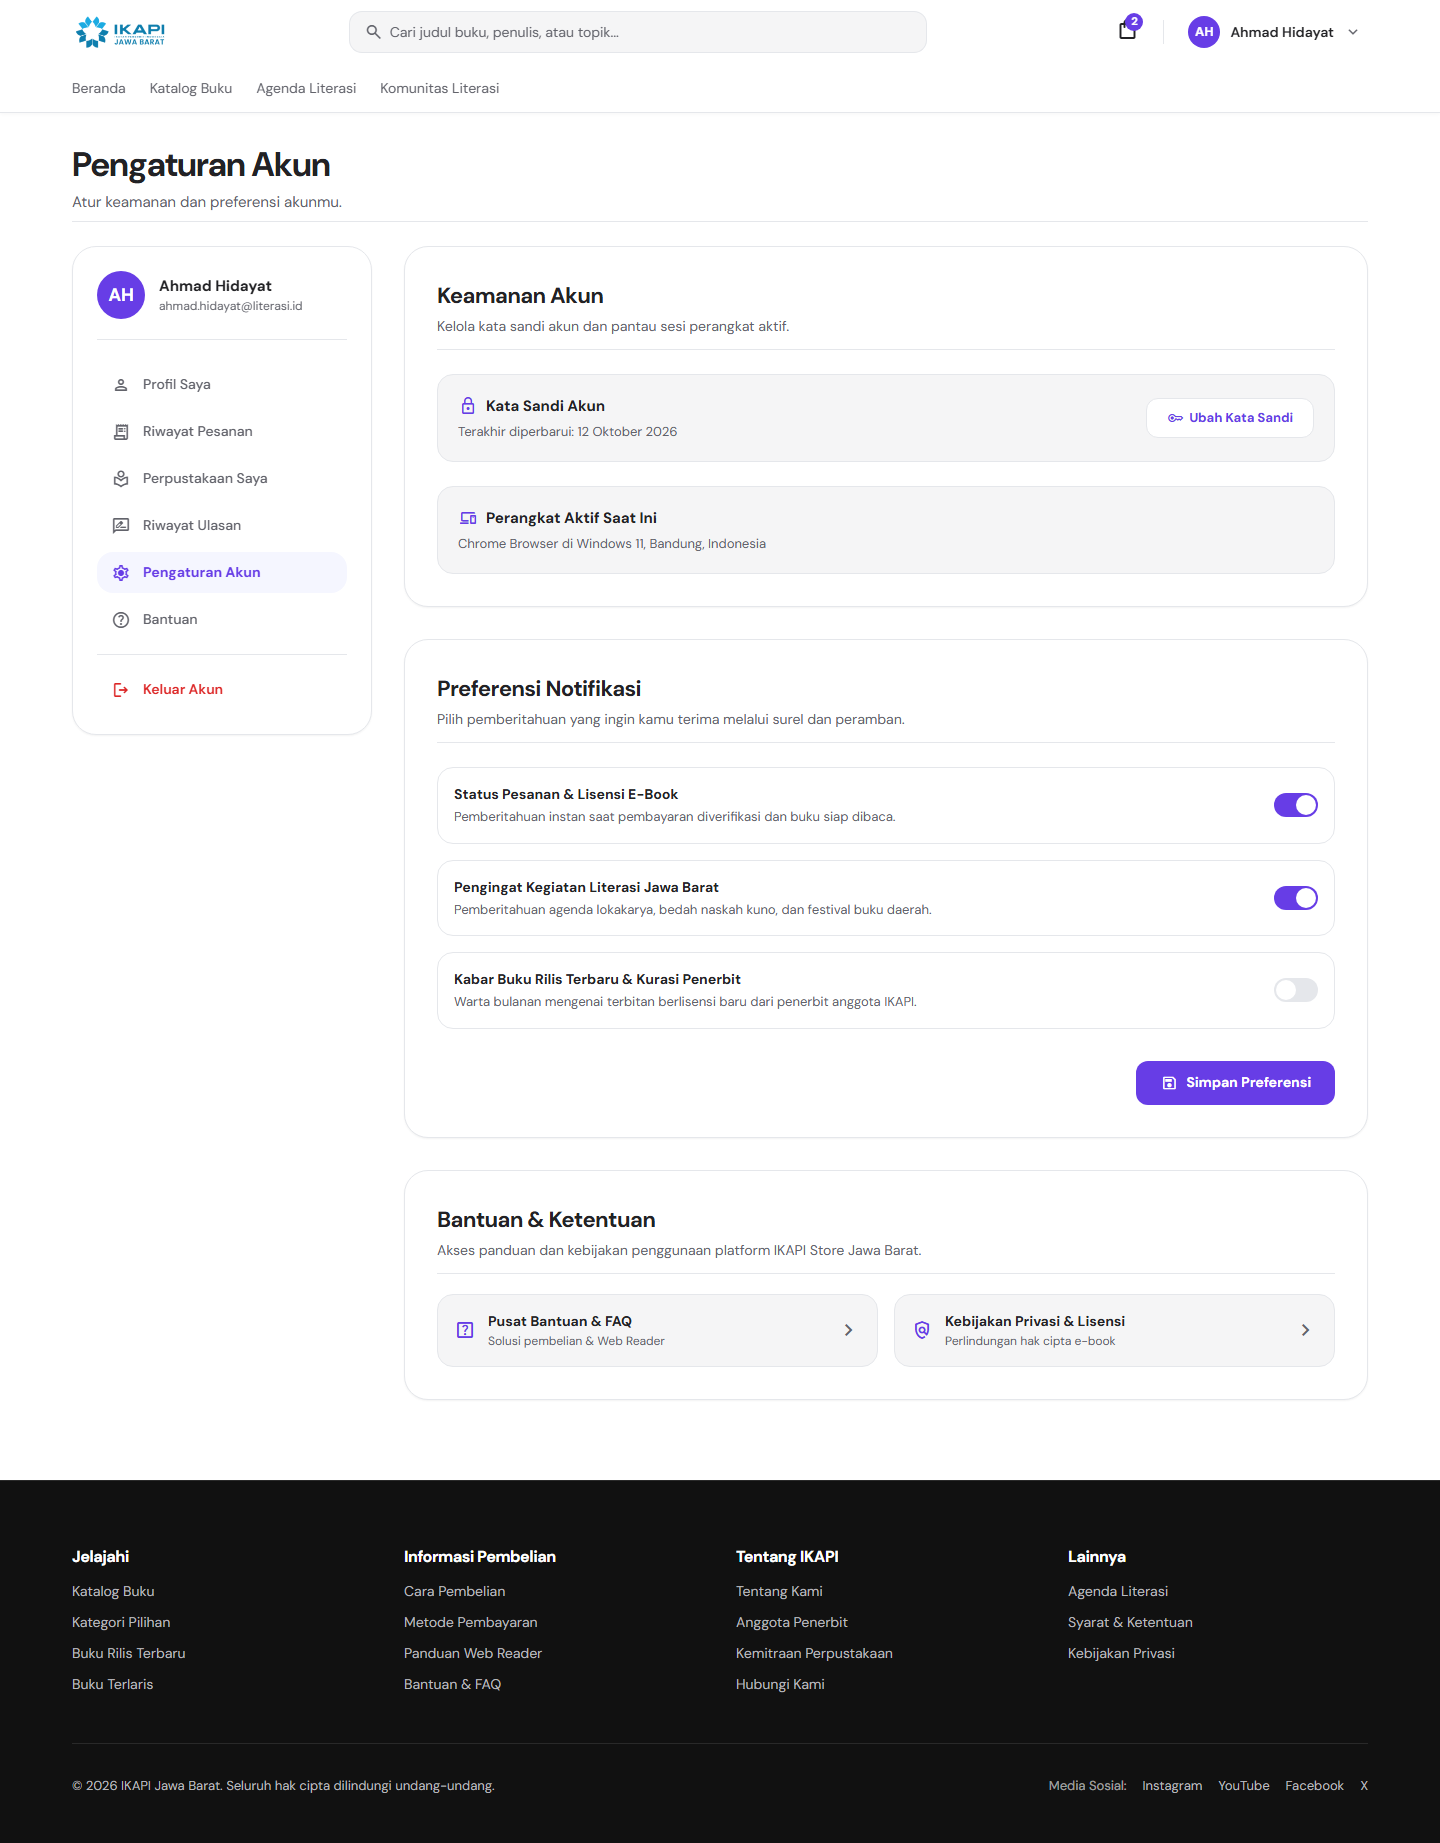 IKAPI
JAWA BARAT
Cari judul buku, penulis, atau topik...
2
AH
Ahmad Hidayat
Beranda
Katalog Buku
Agenda Literasi
Komunitas Literasi
Pengaturan Akun
Atur keamanan dan preferensi akunmu.
AH
Ahmad Hidayat
ahmad.hidayat@literasi.id
Profil Saya
Riwayat Pesanan
Perpustakaan Saya
Riwayat Ulasan
Pengaturan Akun
Bantuan
Keluar Akun
Keamanan Akun
Kelola kata sandi akun dan pantau sesi perangkat aktif.
Kata Sandi Akun
Terakhir diperbarui: 12 Oktober 2026
Ubah Kata Sandi
Perangkat Aktif Saat Ini
Chrome Browser di Windows 11, Bandung, Indonesia
Preferensi Notifikasi
Pilih pemberitahuan yang ingin kamu terima melalui surel dan peramban.
Status Pesanan & Lisensi E-Book
Pemberitahuan instan saat pembayaran diverifikasi dan buku siap dibaca.
Pengingat Kegiatan Literasi Jawa Barat
Pemberitahuan agenda lokakarya, bedah naskah kuno, dan festival buku daerah.
Kabar Buku Rilis Terbaru & Kurasi Penerbit
Warta bulanan mengenai terbitan berlisensi baru dari penerbit anggota IKAPI.
Simpan Preferensi
Bantuan & Ketentuan
Akses panduan dan kebijakan penggunaan platform IKAPI Store Jawa Barat.
Pusat Bantuan & FAQ
Solusi pembelian & Web Reader
Kebijakan Privasi & Lisensi
Perlindungan hak cipta e-book
Jelajahi
Katalog Buku
Kategori Pilihan
Buku Rilis Terbaru
Buku Terlaris
Informasi Pembelian
Cara Pembelian
Metode Pembayaran
Panduan Web Reader
Bantuan & FAQ
Tentang IKAPI
Tentang Kami
Anggota Penerbit
Kemitraan Perpustakaan
Hubungi Kami
Lainnya
Agenda Literasi
Syarat & Ketentuan
Kebijakan Privasi
© 2026 IKAPI Jawa Barat. Seluruh hak cipta dilindungi undang-undang.
Media Sosial:
Instagram
YouTube
Facebook
X